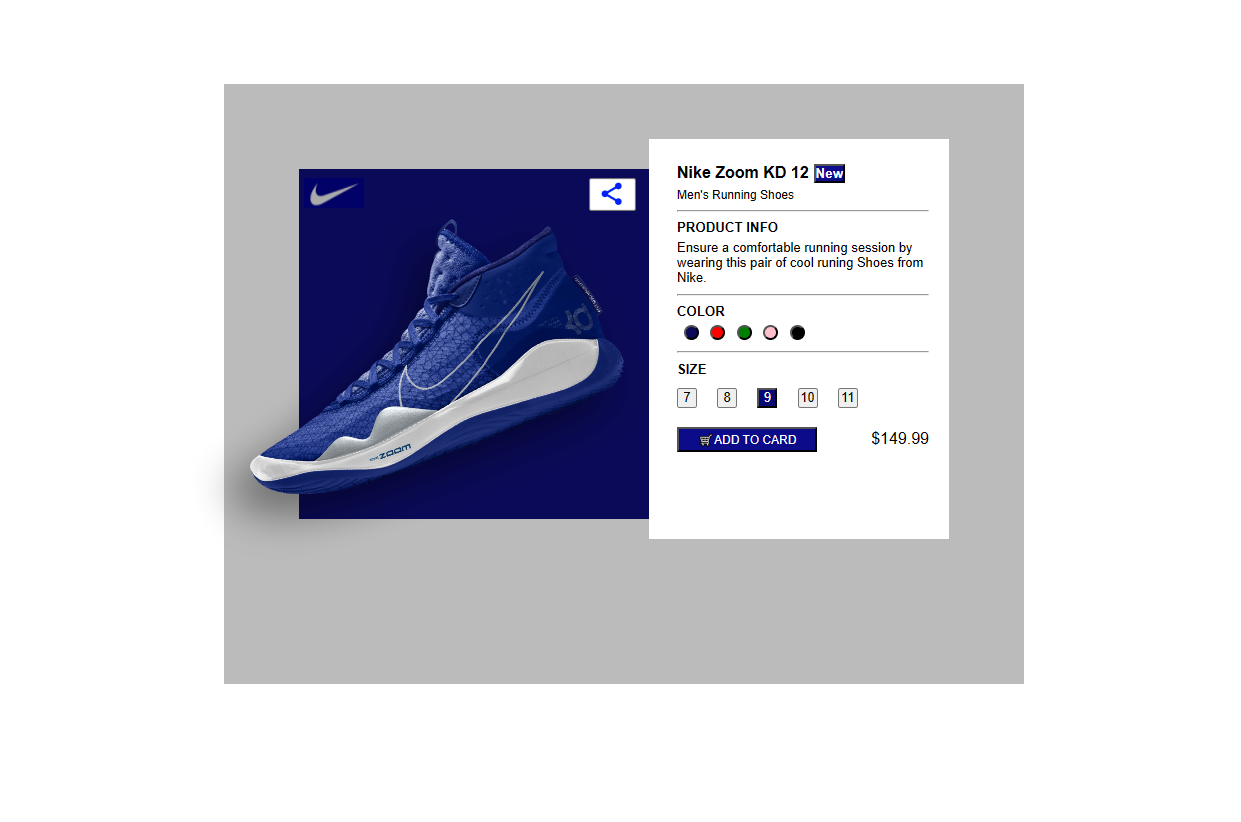 Nike Zoom KD 12 New
Men's Running Shoes
PRODUCT INFO
Ensure a comfortable running session by
wearing this pair of cool runing Shoes from
Nike.
COLOR
SIZE
7 8 9 10 11
ADD TO CARD $149.99
ZOOM